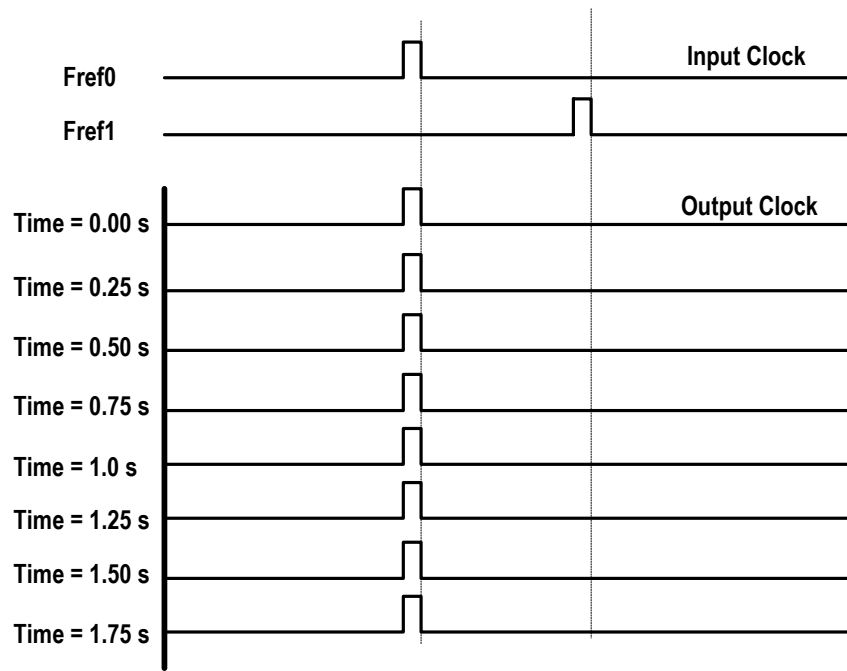 Fref0
Input Clock
Fref1
Output Clock
Time = 0.00 s
Time = 0.25 s
Time = 0.50 s
Time = 0.75 s
Time = 1.0 s
Time = 1.25 s
Time = 1.50 s
Time = 1.75 s